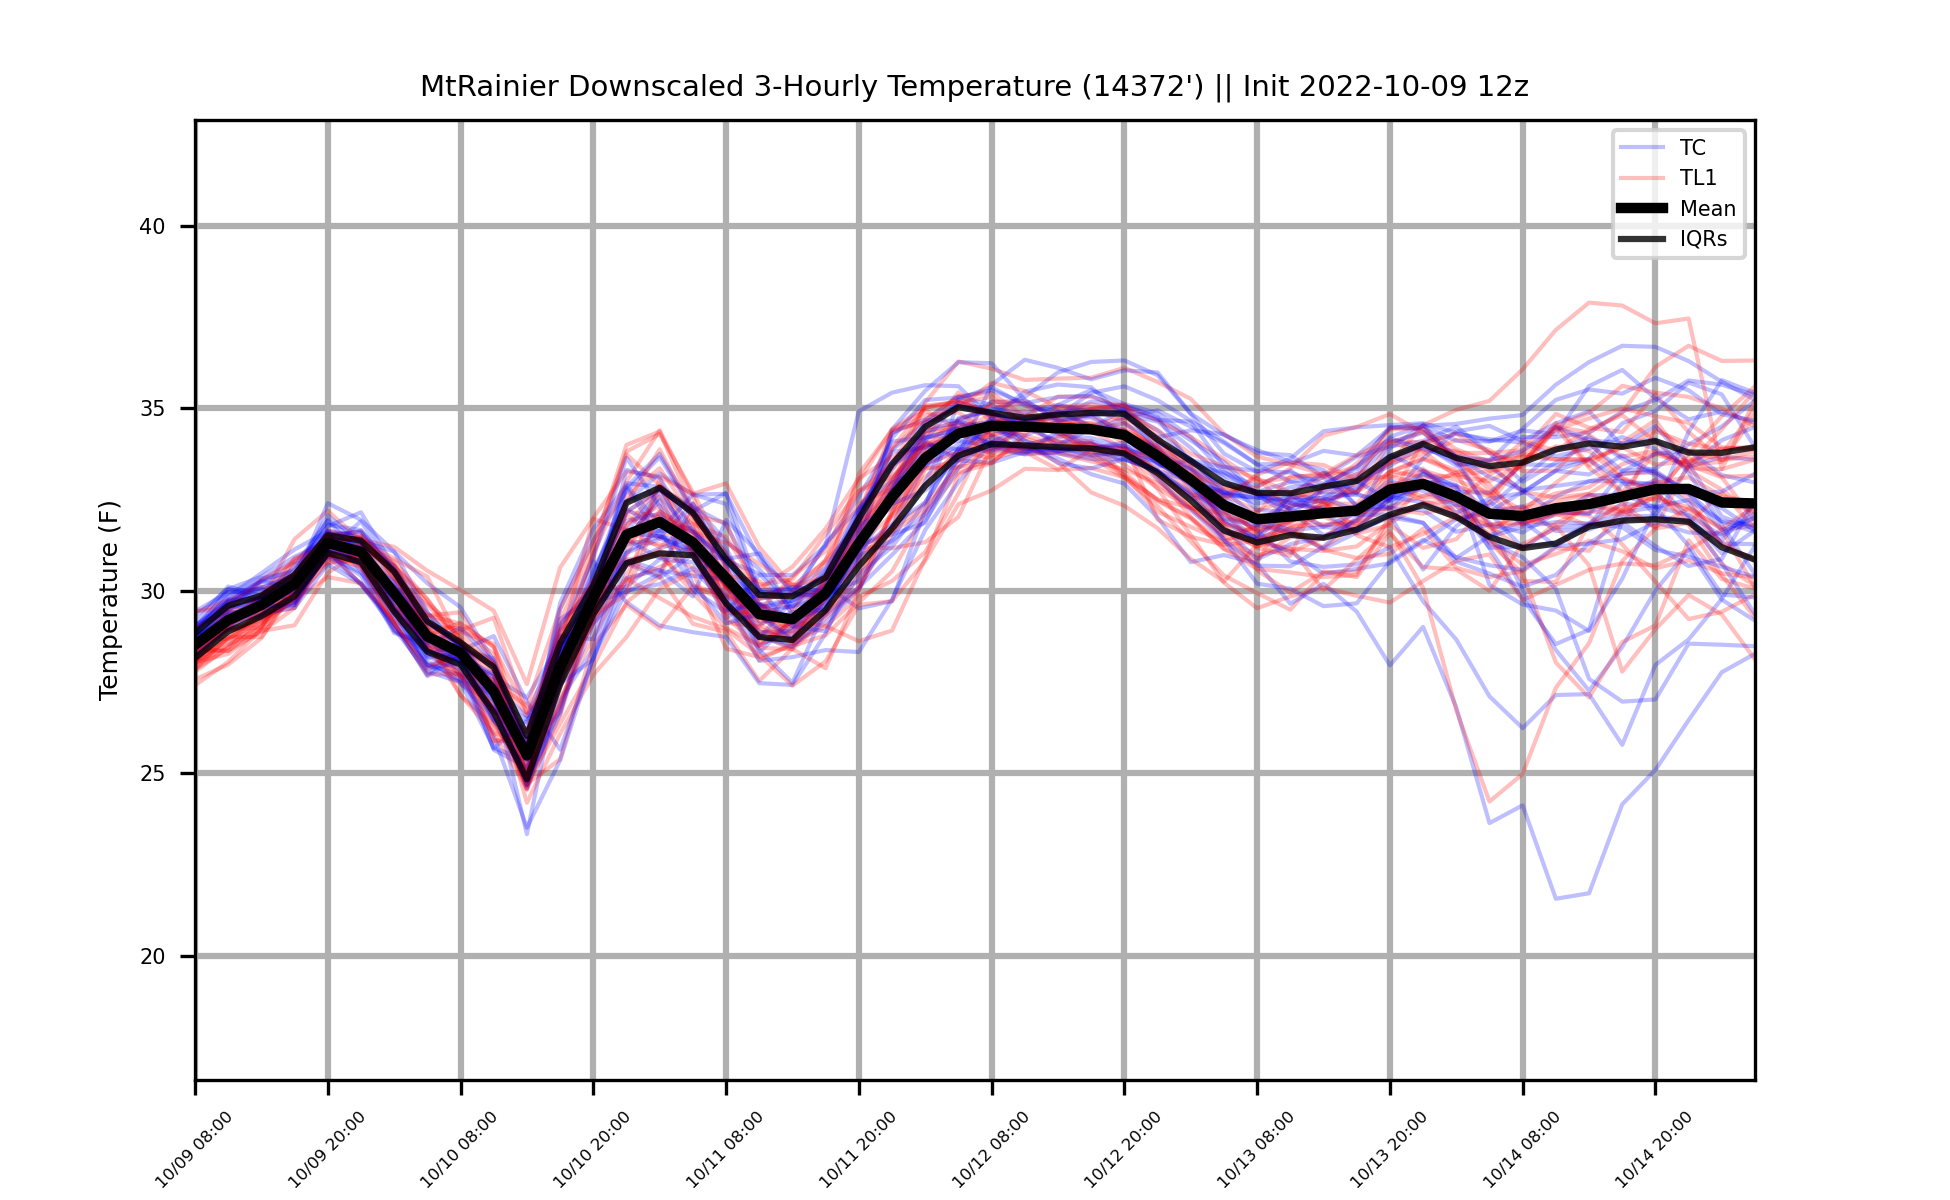 MtRainier Downscaled 3-Hourly Temperature (14372') || Init 2022-10-09 12z
TC
TL1
Mean
IQRs
Temperature (F)
40
35
30
25
20
10/09 08:00
10/09 20:00
10/10 08:00
10/10 20:00
10/11 08:00
10/11 20:00
10/12 08:00
10/12 20:00
10/13 08:00
10/13 20:00
10/14 08:00
10/14 20:00